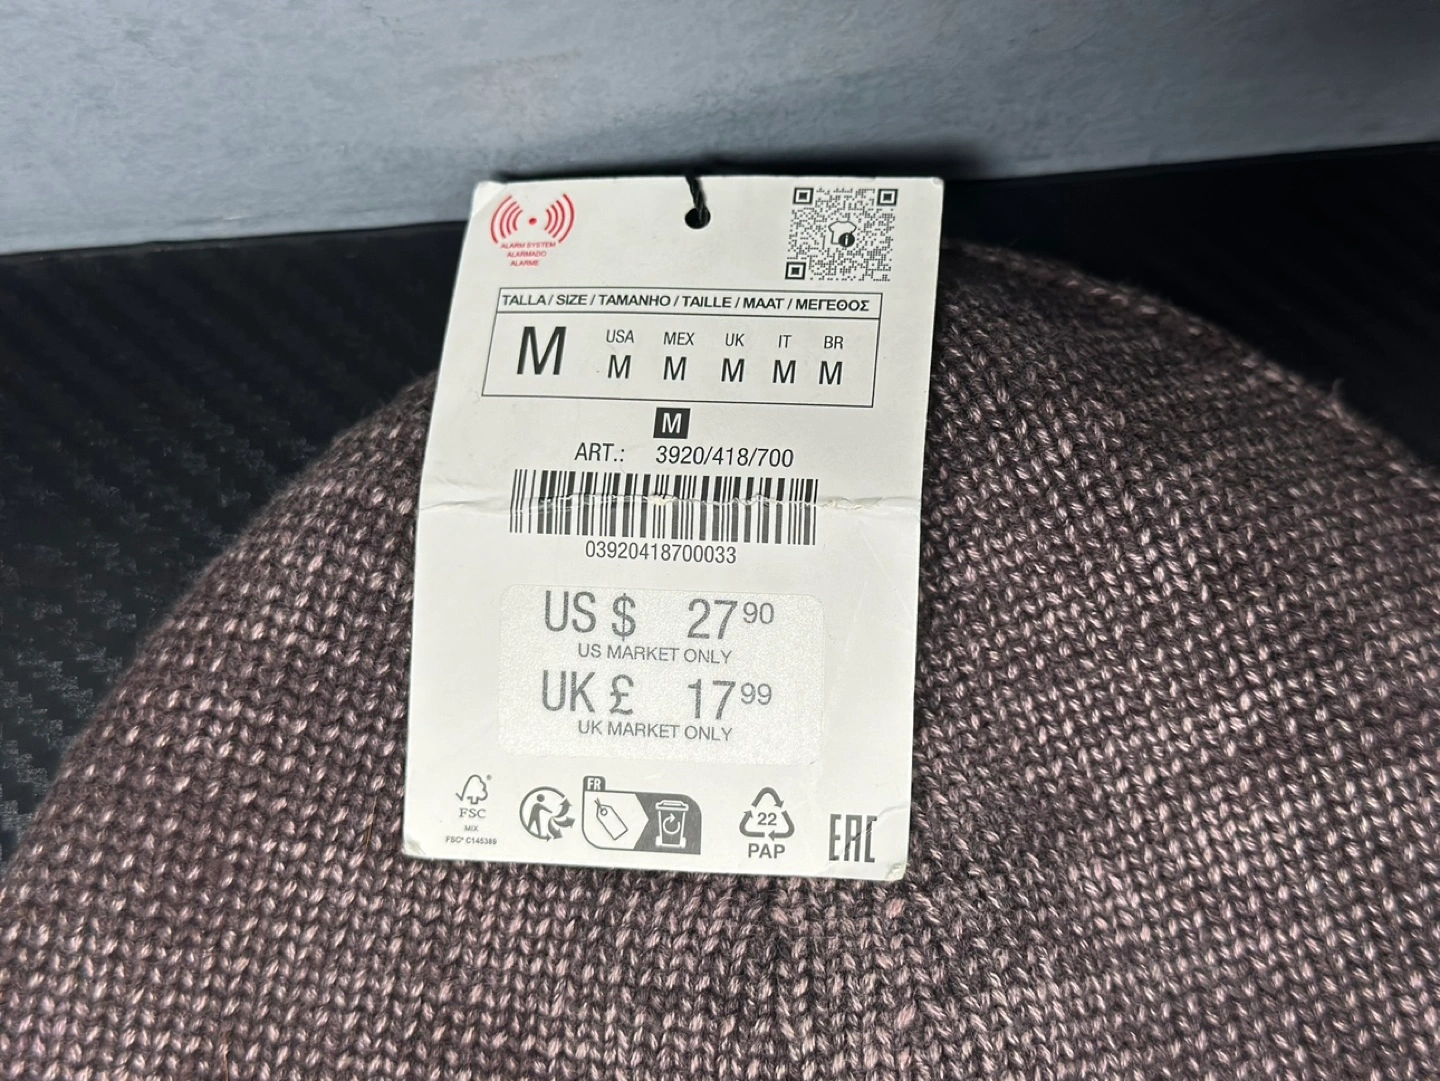 ALARM SYSTEM
ALARMADO
ALARME
TALLA / SIZE / TAMANHO / TAILLE / MAAT / ΜΕΓΕΘΟΣ
M
USA MEX UK IT BR
M M M M M
M
ART.: 3920/418/700
03920418700033
US $ 27 90
US MARKET ONLY
UK £ 17 99
UK MARKET ONLY
FR
FSC
MIX
FSC® C145389
22
PAP
EAC